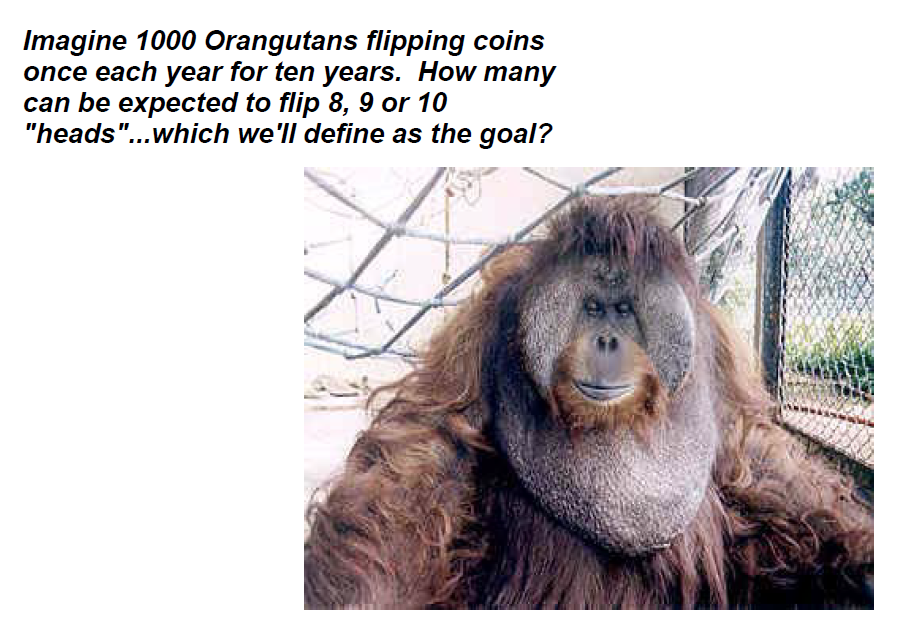 Imagine 1000 Orangutans flipping coins
once each year for ten years.  How many
can be expected to flip 8, 9 or 10
"heads"...which we'll define as the goal?